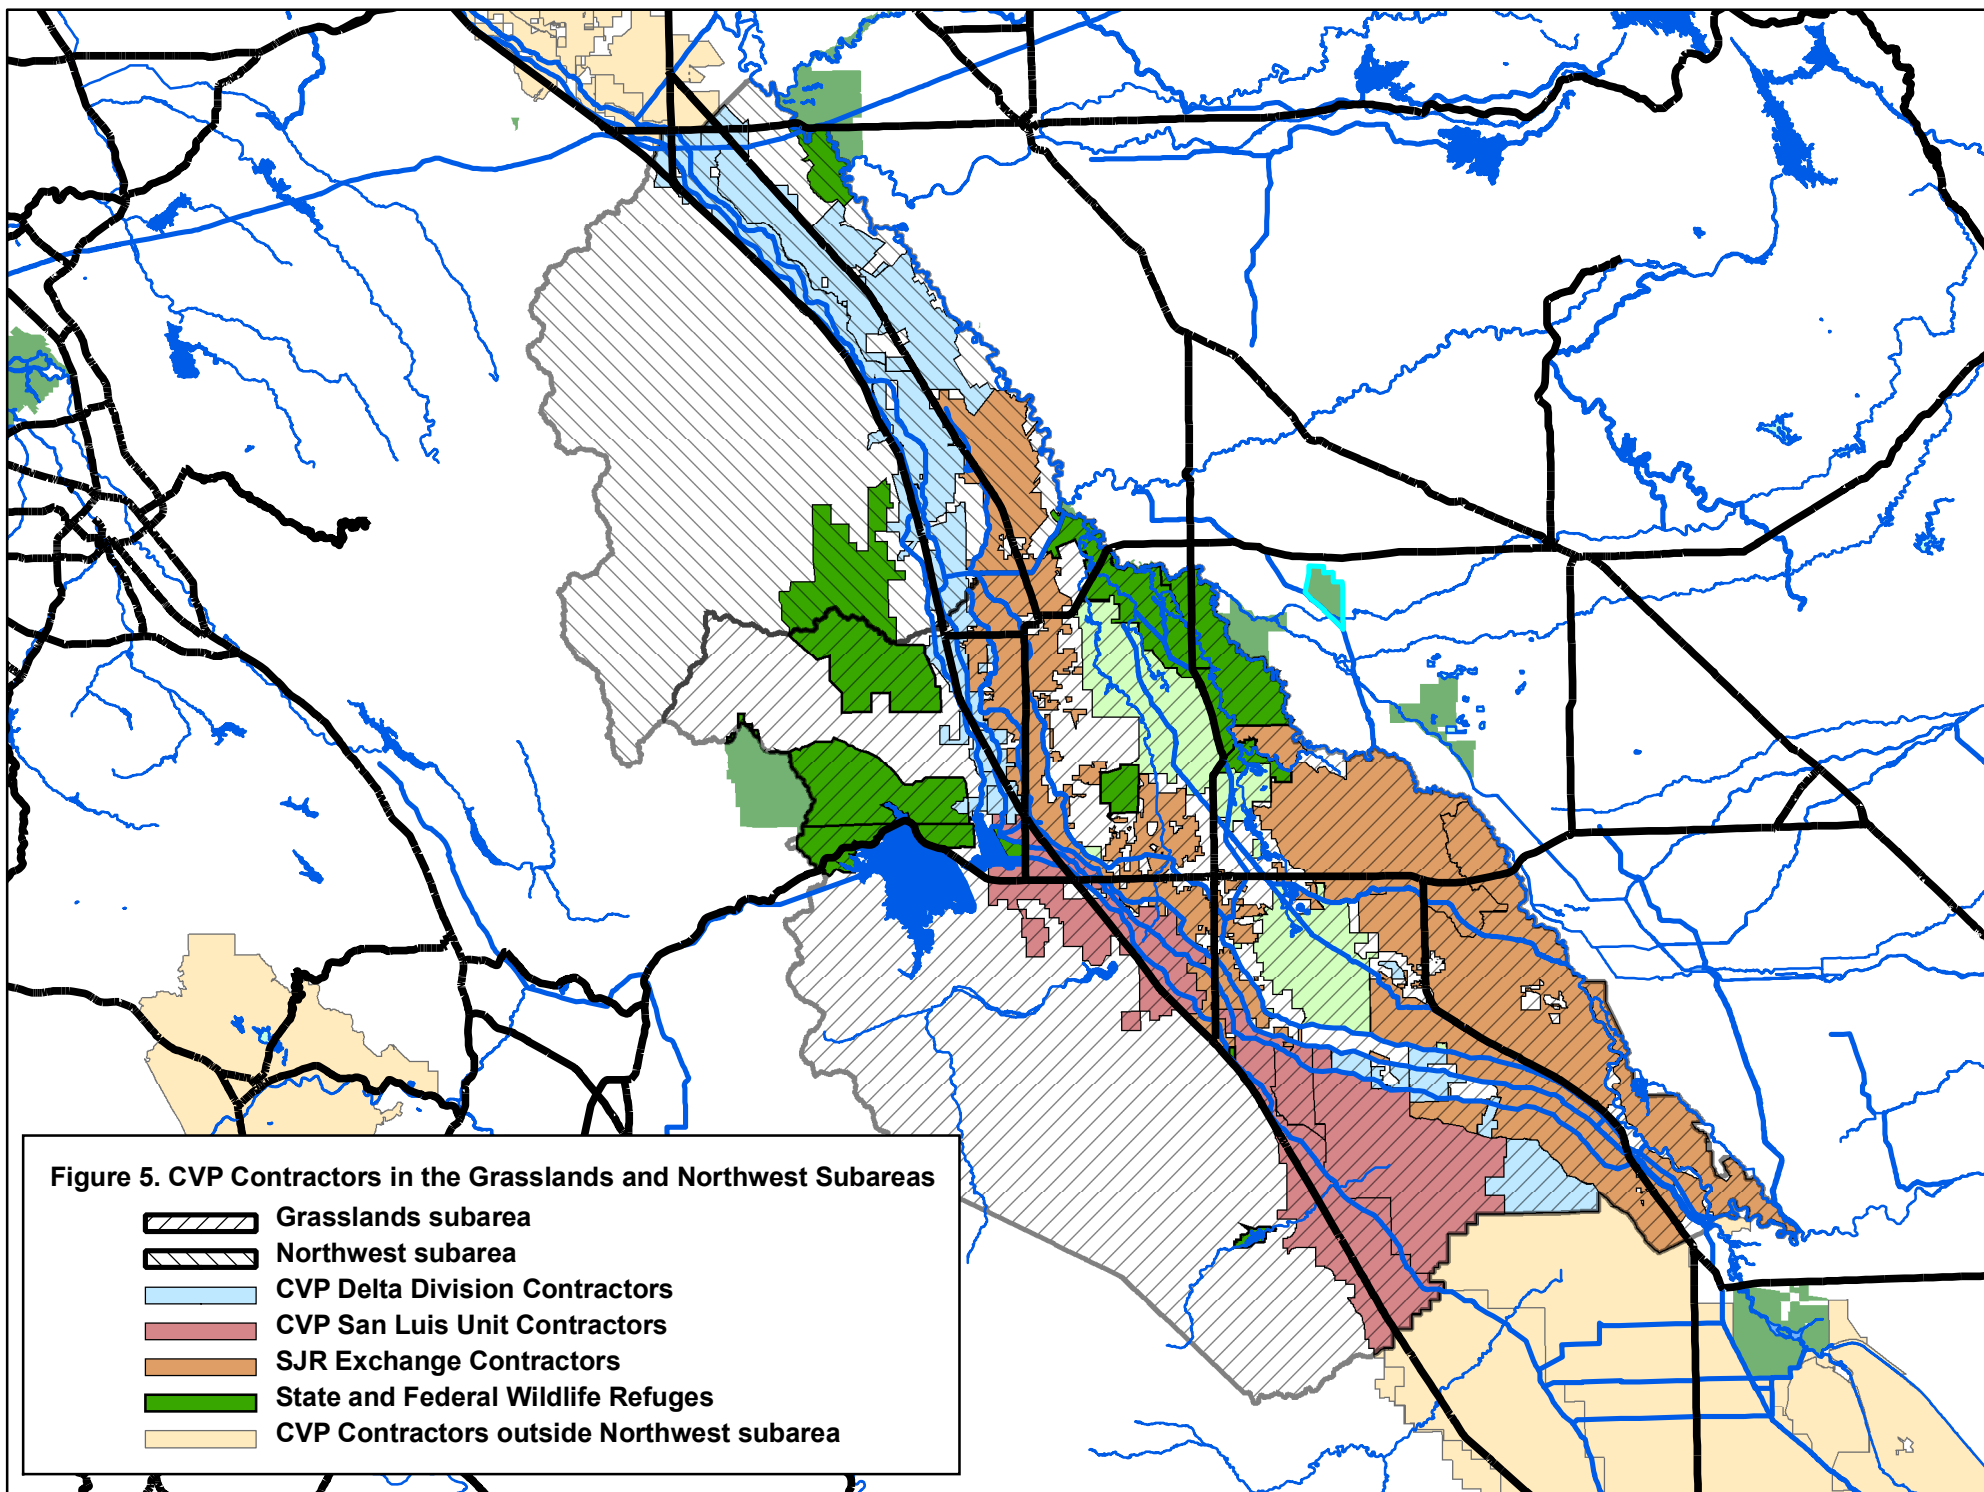 Figure 5. CVP Contractors in the Grasslands and Northwest Subareas
Grasslands subarea
Northwest subarea
CVP Delta Division Contractors
CVP San Luis Unit Contractors
SJR Exchange Contractors
State and Federal Wildlife Refuges
CVP Contractors outside Northwest subarea